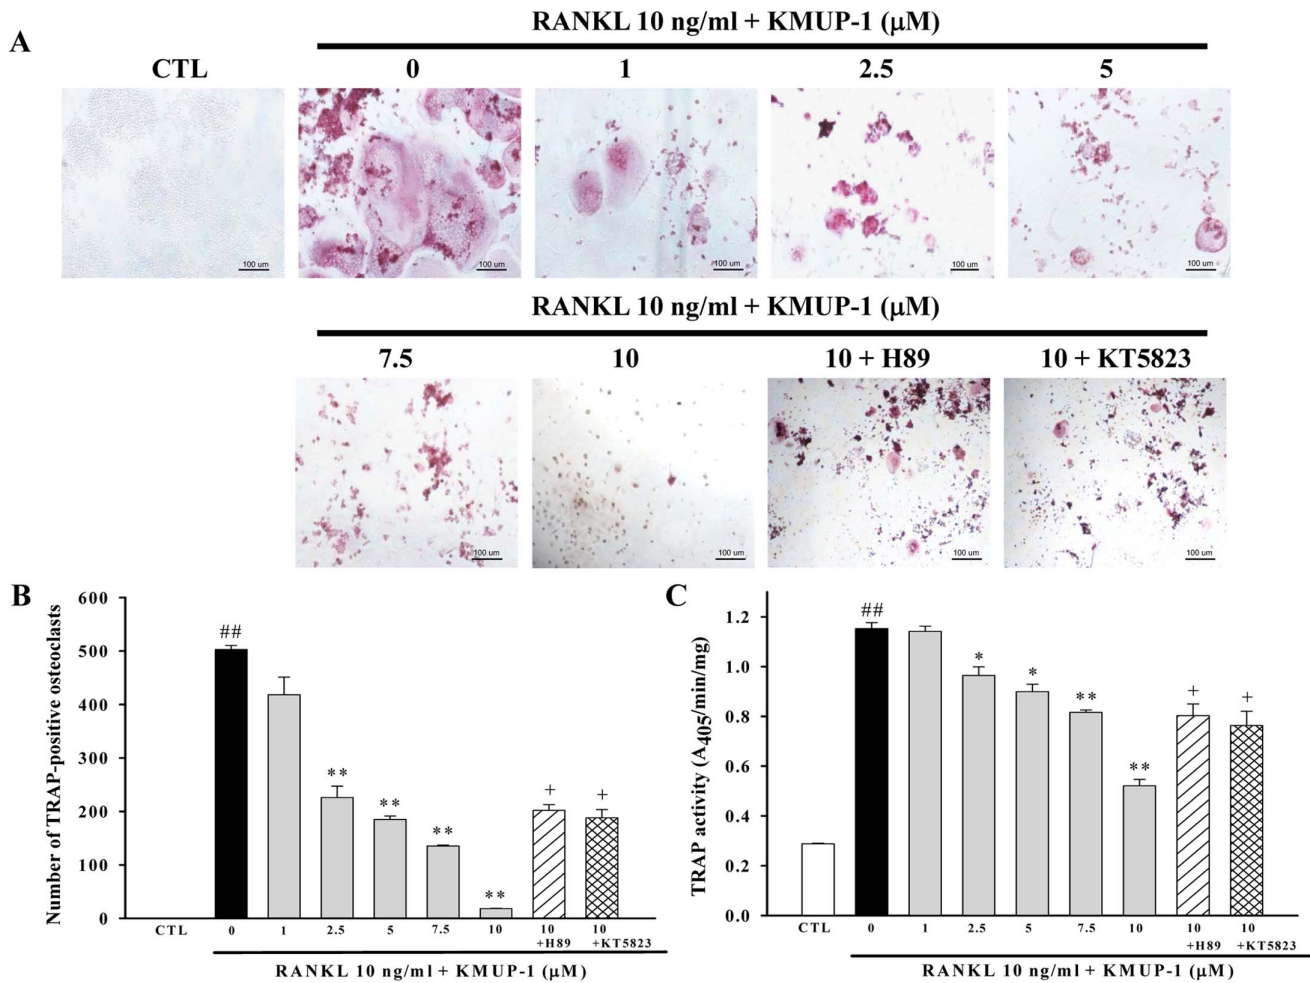 A
RANKL 10 ng/ml + KMUP-1 (μM)
CTL 0 1 2.5 5
100 um 100 um 100 um 100 um 100 um
RANKL 10 ng/ml + KMUP-1 (μM)
7.5 10 10 + H89 10 + KT5823
100 um 100 um 100 um 100 um
B
Number of TRAP-positive osteoclasts
600
500
400
300
200
100
0
##
**
**
**
**
+
+
CTL 0 1 2.5 5 7.5 10 10 10
+H89 +KT5823
RANKL 10 ng/ml + KMUP-1 (μM)
C
TRAP activity (A405/min/mg)
1.2
1.0
0.8
0.6
0.4
0.2
0.0
##
*
*
**
**
+
+
CTL 0 1 2.5 5 7.5 10 10 10
+H89 +KT5823
RANKL 10 ng/ml + KMUP-1 (μM)